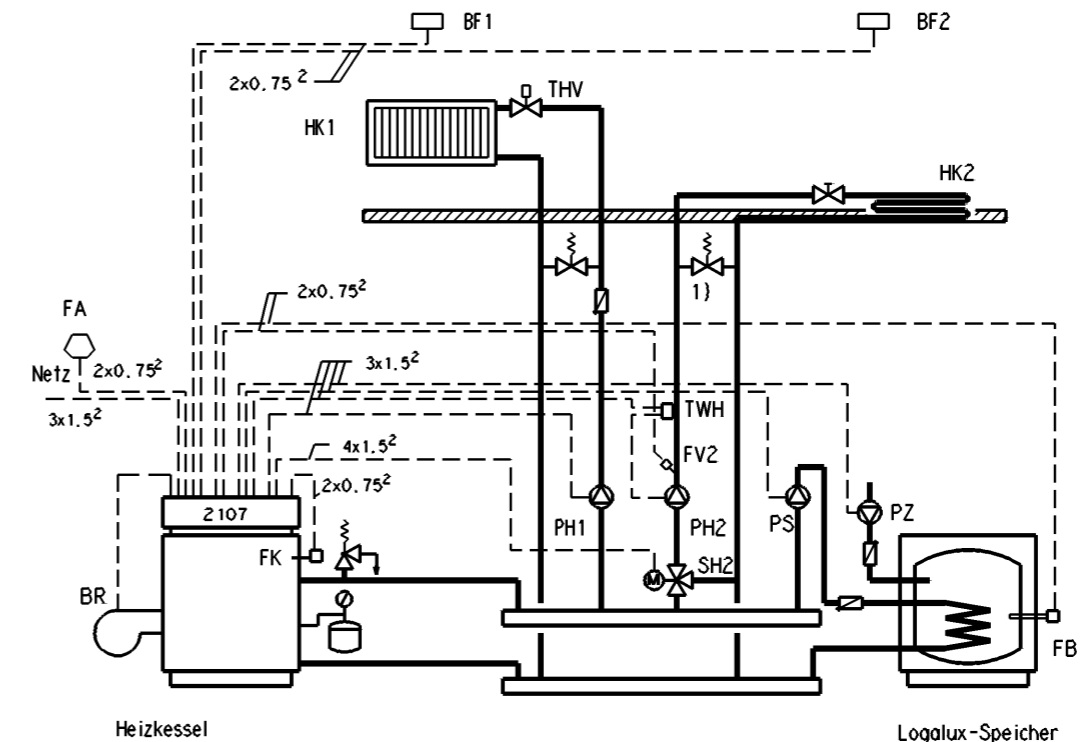 BF1
BF2
2x0.75²
THV
HK1
HK2
1}
2x0.75²
FA
3x1.5²
Netz
2x0.75²
3x1.5²
TWH
4x1.5²
FV2
2x0.75²
2107
PH1
PH2
PS
PZ
FK
SH2
M
BR
FB
Heizkessel
Logalux-Speicher